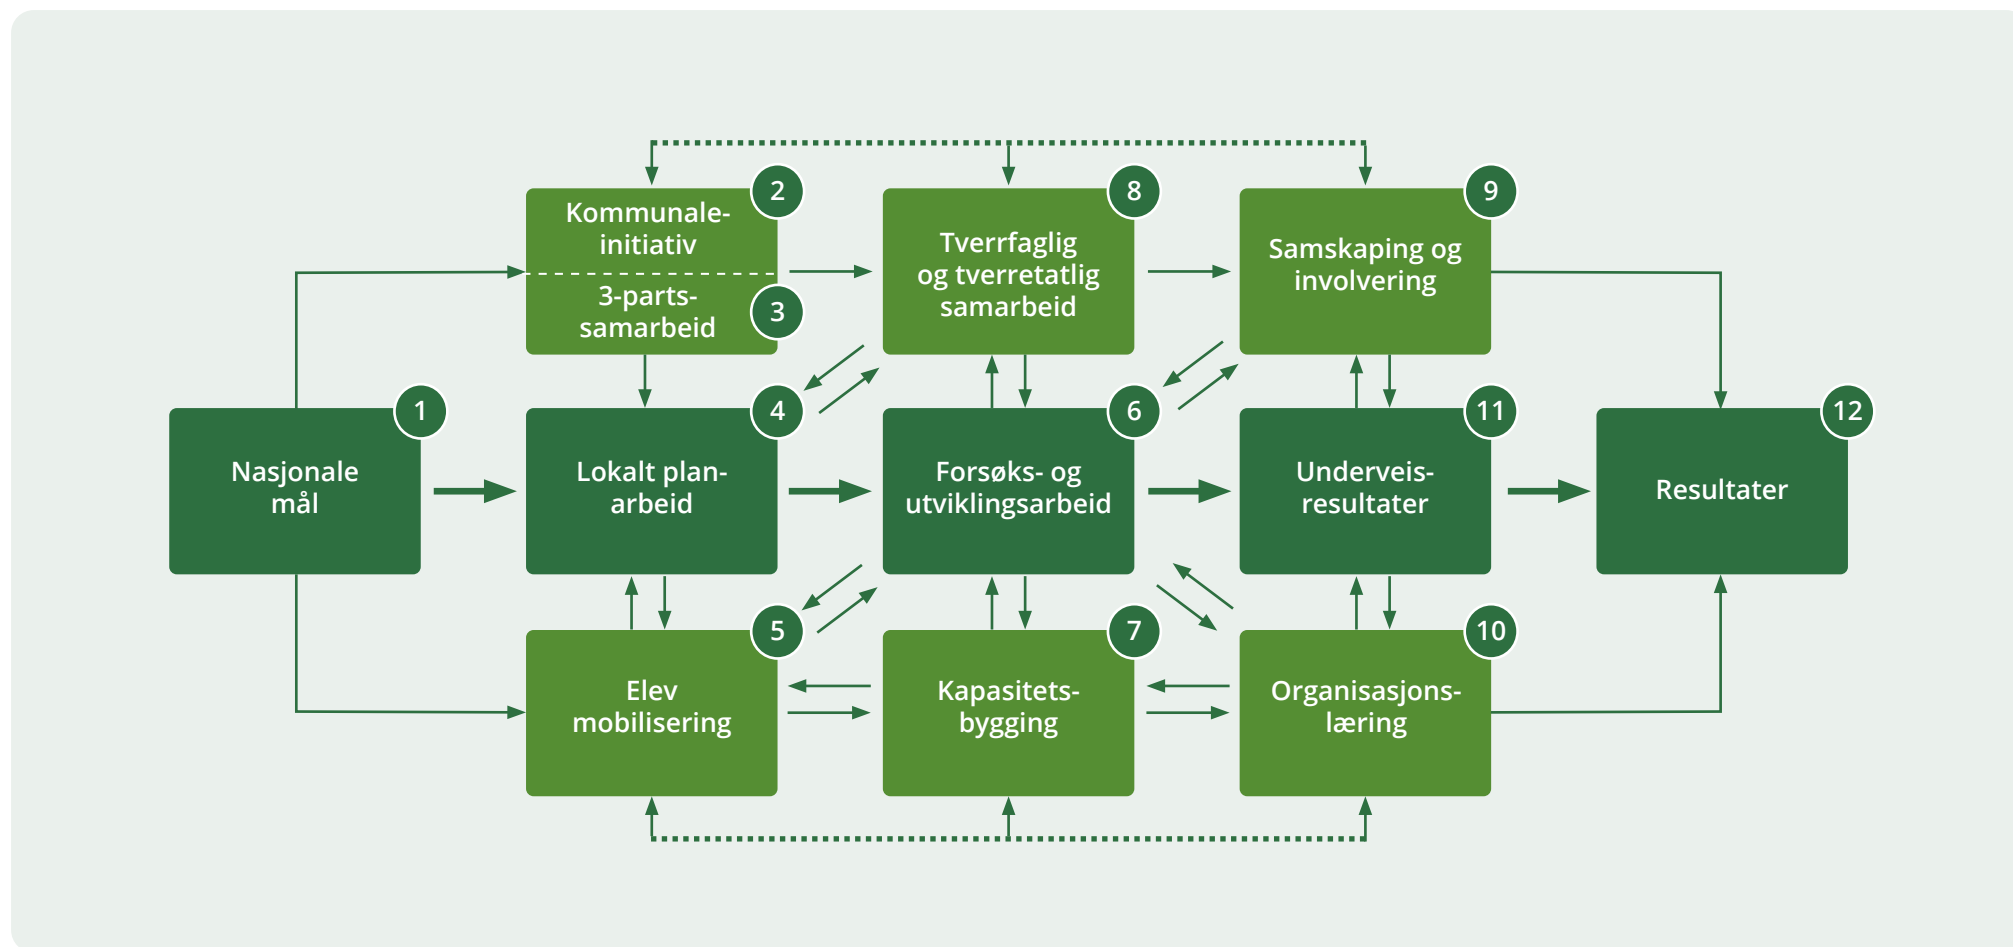 1
Nasjonale
mål
2
Kommunale-
initiativ
3
3-parts-
samarbeid
4
Lokalt plan-
arbeid
5
Elev
mobilisering
6
Forsøks- og
utviklingsarbeid
7
Kapasitets-
bygging
8
Tverrfaglig
og tverretatlig
samarbeid
9
Samskaping og
involvering
10
Organisasjons-
læring
11
Underveis-
resultater
12
Resultater